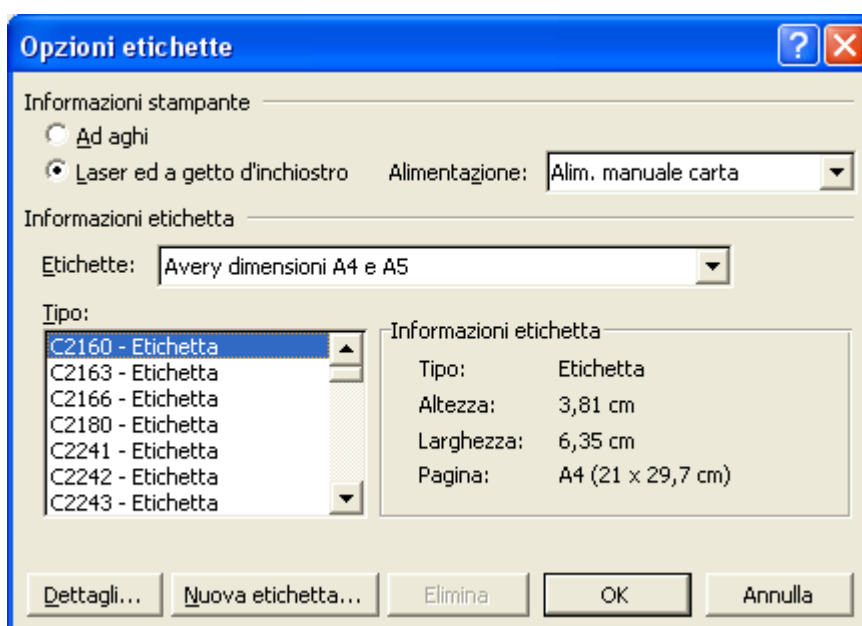 Opzioni etichette
Informazioni stampante
Ad aghi
Laser ed a getto d'inchiostro Alimentazione: Alim. manuale carta
Informazioni etichetta
Etichette: Avery dimensioni A4 e A5
Tipo:
C2160 - Etichetta
C2163 - Etichetta
C2166 - Etichetta
C2180 - Etichetta
C2241 - Etichetta
C2242 - Etichetta
C2243 - Etichetta
Informazioni etichetta
Tipo: Etichetta
Altezza: 3,81 cm
Larghezza: 6,35 cm
Pagina: A4 (21 x 29,7 cm)
Dettagli... Nuova etichetta... Elimina OK Annulla